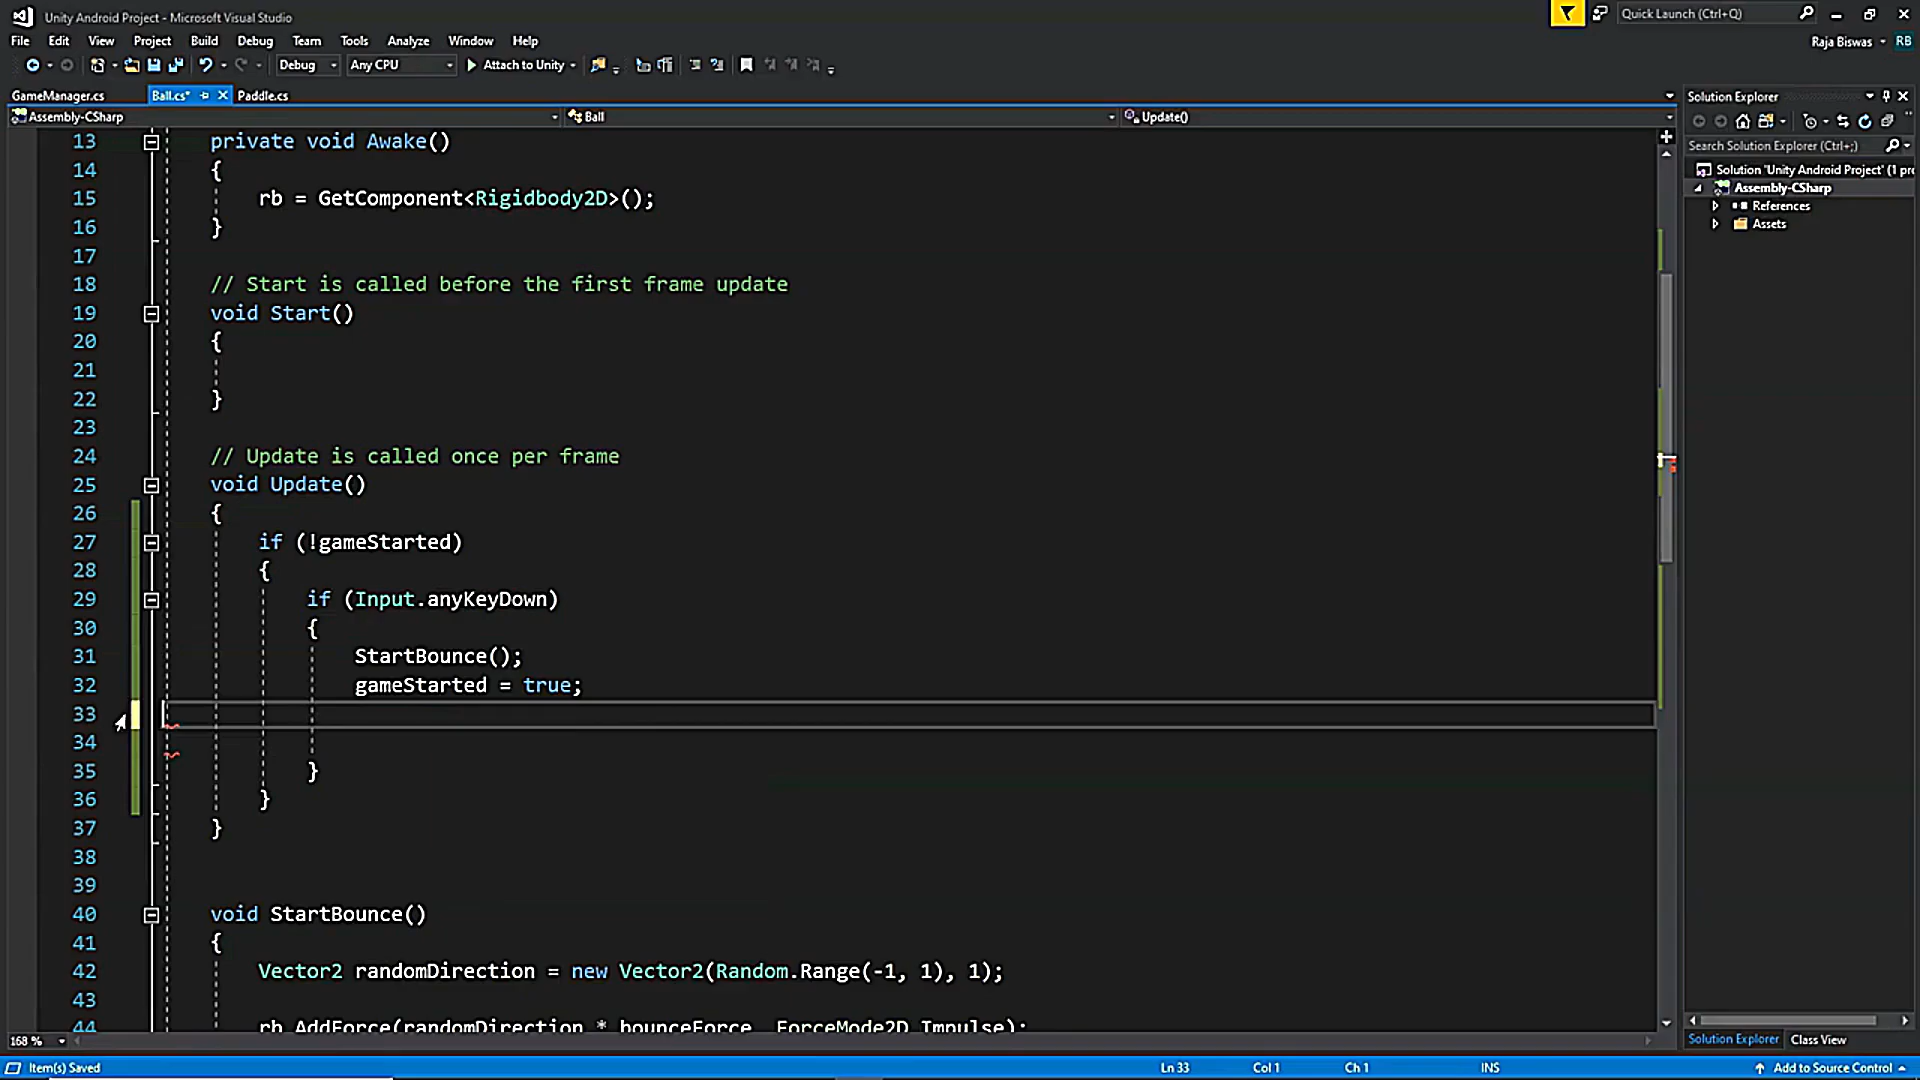 Unity Android Project - Microsoft Visual Studio
Quick Launch (Ctrl+Q)
File Edit View Project Build Debug Team Tools Analyze Window Help
Raja Biswas RB
Debug Any CPU Attach to Unity
GameManager.cs Ball.cs* Paddle.cs
Assembly-CSharp Ball Update()
13 private void Awake()
14 {
15 rb = GetComponent<Rigidbody2D>();
16 }
17
18 // Start is called before the first frame update
19 void Start()
20 {
21
22 }
23
24 // Update is called once per frame
25 void Update()
26 {
27 if (!gameStarted)
28 {
29 if (Input.anyKeyDown)
30 {
31 StartBounce();
32 gameStarted = true;
33
34
35 }
36 }
37 }
38
39
40 void StartBounce()
41 {
42 Vector2 randomDirection = new Vector2(Random.Range(-1, 1), 1);
43
44 rb.AddForce(randomDirection * bounceForce, ForceMode2D.Impulse);
168 %
Solution Explorer
Search Solution Explorer (Ctrl+;)
Solution 'Unity Android Project' (1 pr
Assembly-CSharp
References
Assets
Solution Explorer Class View
Item(s) Saved Ln 33 Col 1 Ch 1 INS Add to Source Control